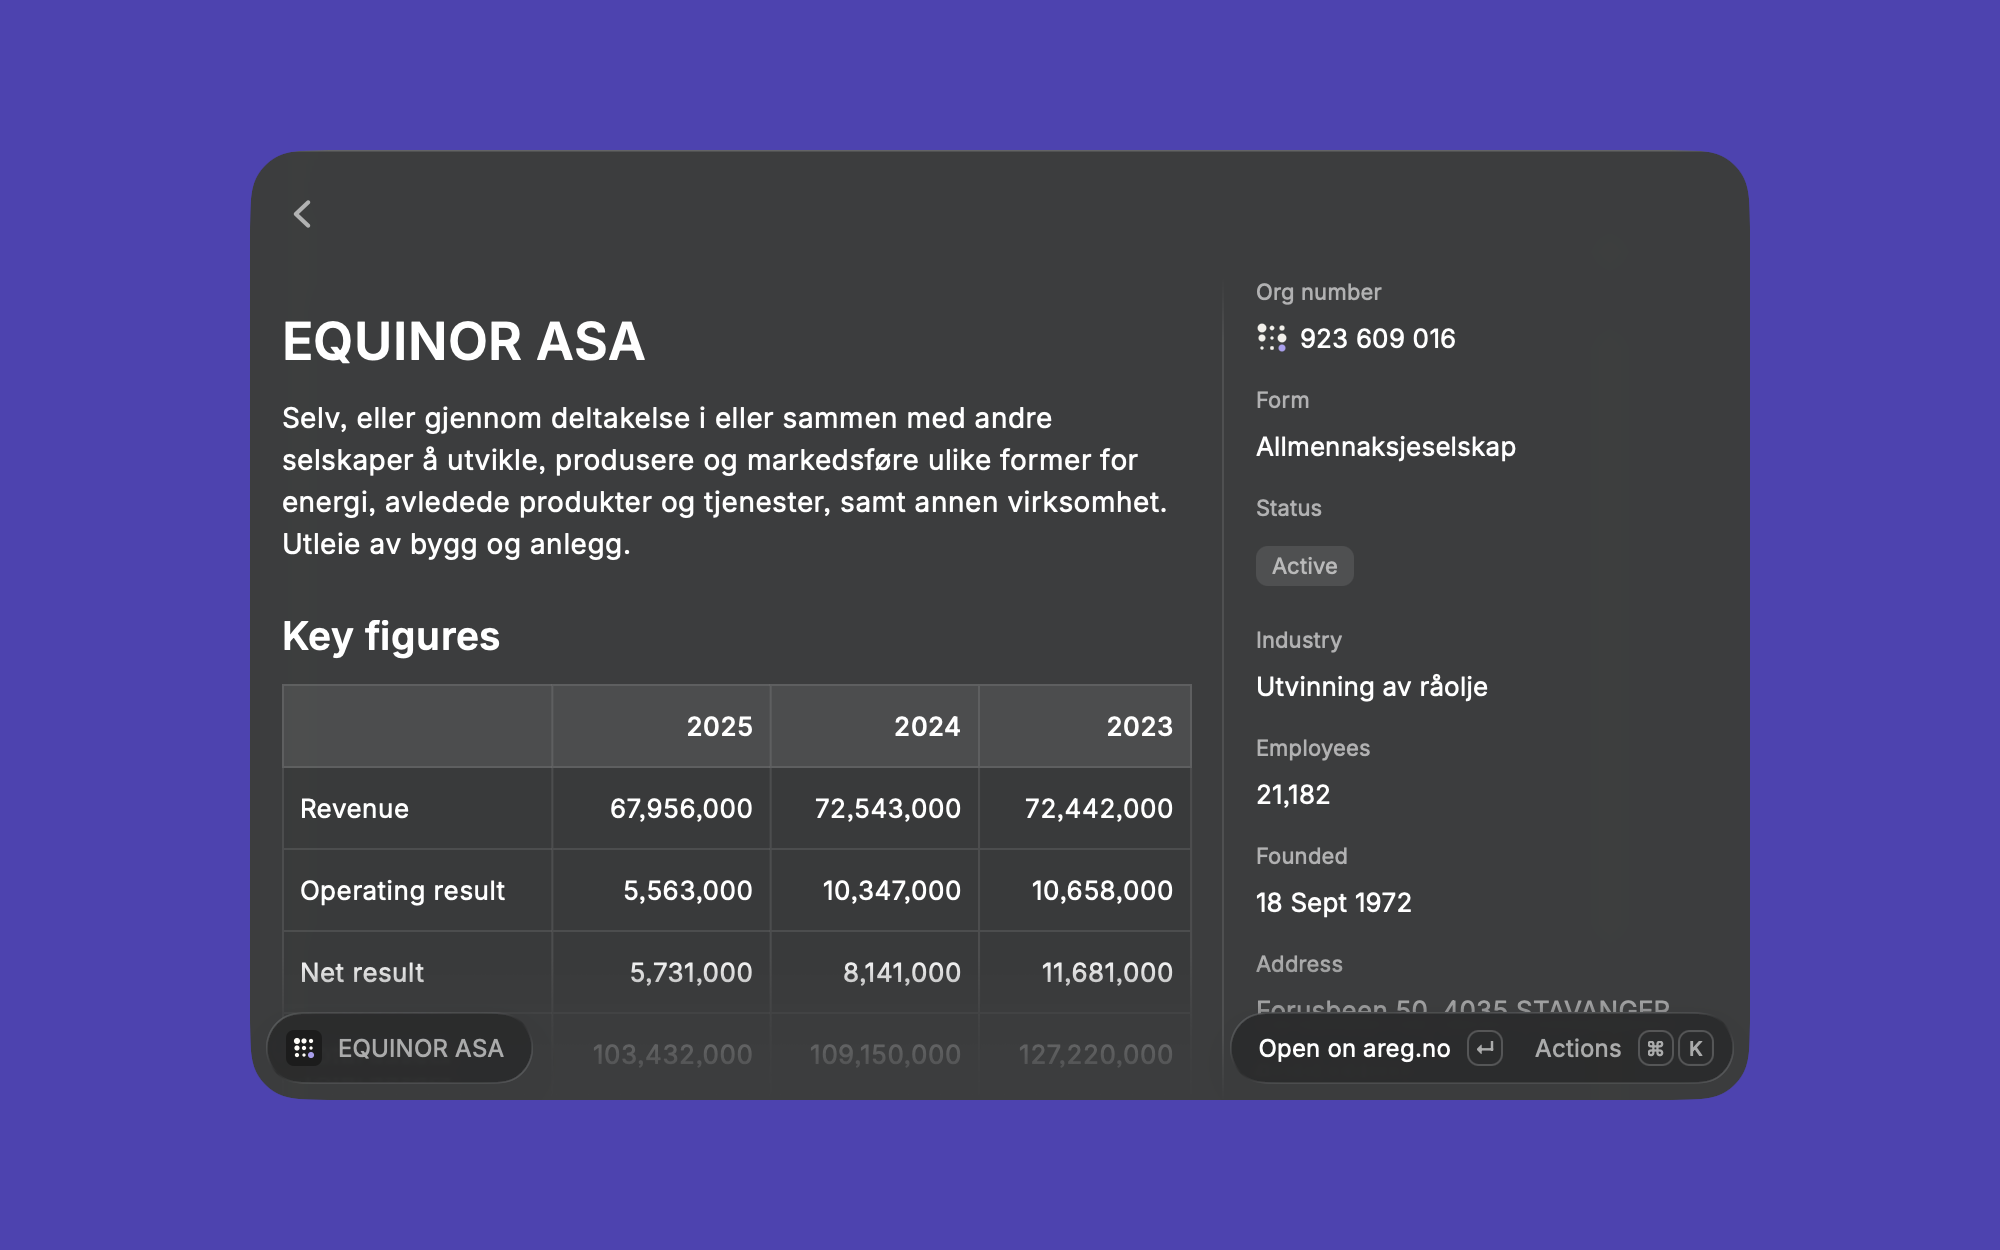 EQUINOR ASA
Selv, eller gjennom deltakelse i eller sammen med andre
selskaper å utvikle, produsere og markedsføre ulike former for
energi, avledede produkter og tjenester, samt annen virksomhet.
Utleie av bygg og anlegg.
Key figures
2025 2024 2023
Revenue 67,956,000 72,543,000 72,442,000
Operating result 5,563,000 10,347,000 10,658,000
Net result 5,731,000 8,141,000 11,681,000
103,432,000 109,150,000 127,220,000
Org number
923 609 016
Form
Allmennaksjeselskap
Status
Active
Industry
Utvinning av råolje
Employees
21,182
Founded
18 Sept 1972
Address
Forusbeen 50, 4035 STAVANGER
EQUINOR ASA
Open on areg.no ↵ Actions ⌘ K